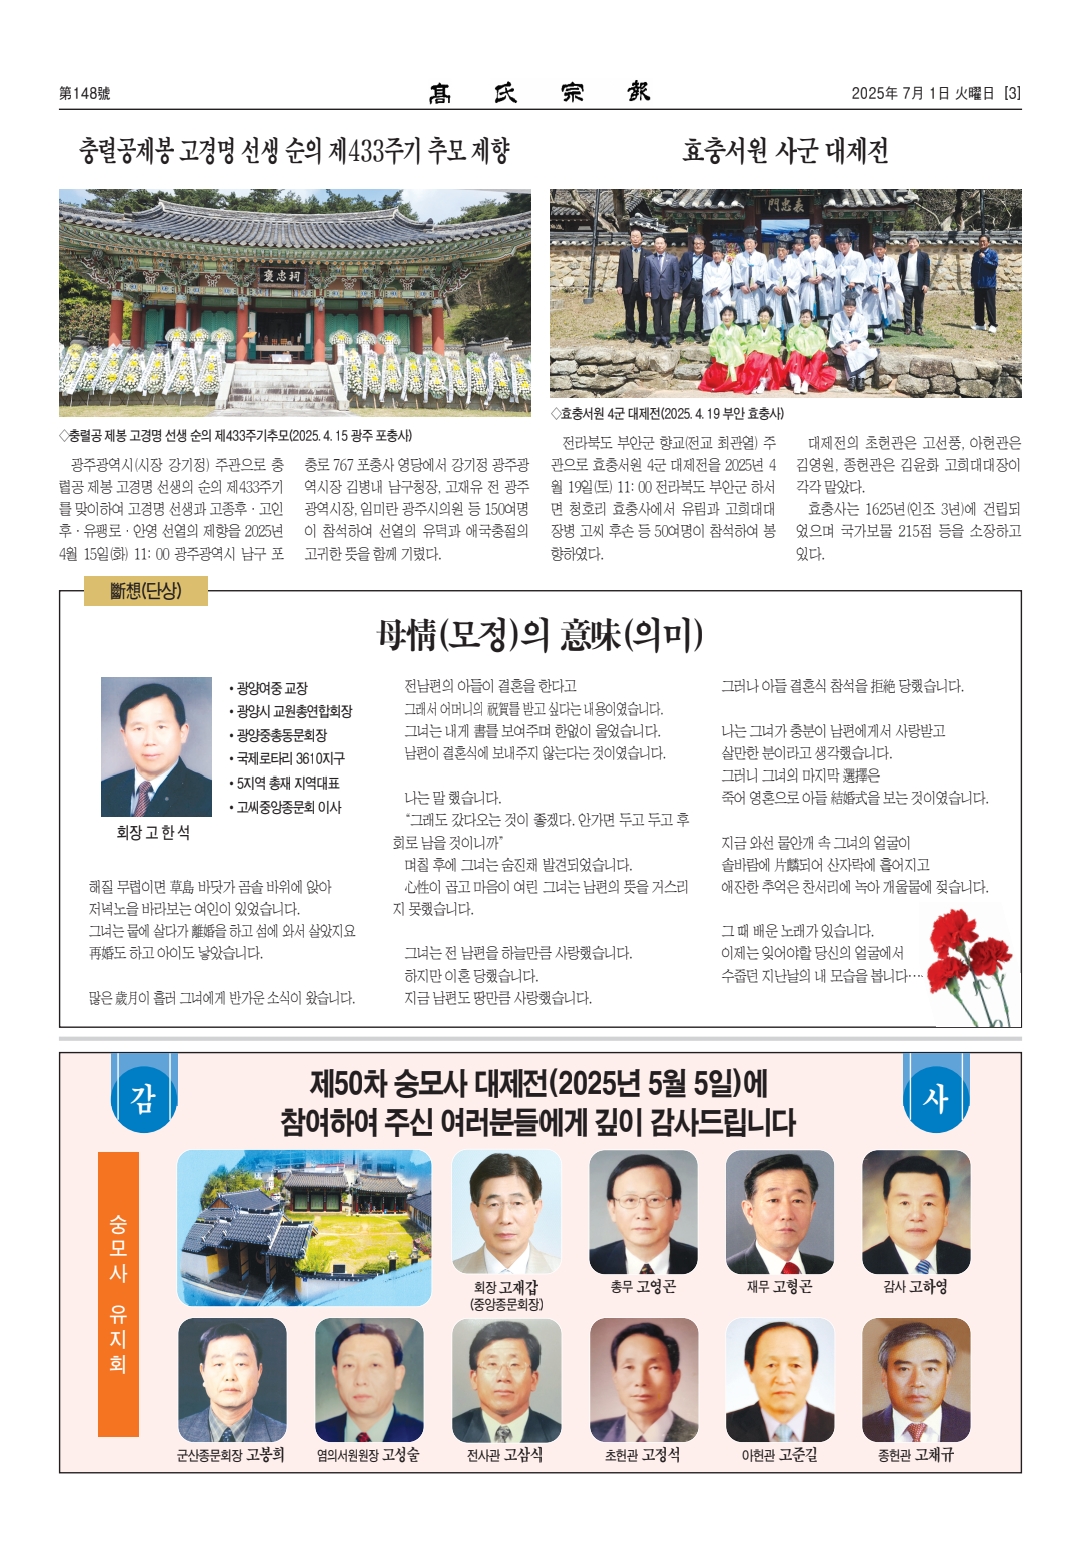 第148號
髙氏宗報
2025年 7月 1日 火曜日 [3]
충렬공제봉 고경명 선생 순의 제433주기 추모 제향
褒忠祠
◇충렬공 제봉 고경명 선생 순의 제433주기추모(2025. 4. 15 광주 포충사)
광주광역시(시장 강기정) 주관으로 충
렬공 제봉 고경명 선생의 순의 제433주기
를 맞이하여 고경명 선생과 고종후 · 고인
후 · 유팽로 · 안영 선열의 제향을 2025년
4월 15일(화) 11: 00 광주광역시 남구 포
충로 767 포충사 영당에서 강기정 광주광
역시장 김병내 남구청장, 고재유 전 광주
광역시장, 임미란 광주시의원 등 150여명
이 참석하여 선열의 유덕과 애국충절의
고귀한 뜻을 함께 기렸다.
효충서원 사군 대제전
門忠表
◇효충서원 4군 대제전(2025. 4. 19 부안 효충사)
전라북도 부안군 향교(전교 최관열) 주
관으로 효충서원 4군 대제전을 2025년 4
월 19일(토) 11: 00 전라북도 부안군 하서
면 청호리 효충사에서 유림과 고희대대
장병 고씨 후손 등 50여명이 참석하여 봉
향하였다.
대제전의 초헌관은 고선풍, 아헌관은
김영원, 종헌관은 김윤화 고희대대장이
각각 맡았다.
효충사는 1625년(인조 3년)에 건립되
었으며 국가보물 215점 등을 소장하고
있다.
斷想(단상)
母情(모정)의 意味(의미)
• 광양여중 교장
• 광양시 교원총연합회장
• 광양중총동문회장
• 국제로타리 3610지구
• 5지역 총재 지역대표
• 고씨중앙종문회 이사
회장 고 한 석
해질 무렵이면 草島 바닷가 곰솔 바위에 앉아
저녁노을 바라보는 여인이 있었습니다.
그녀는 뭍에 살다가 離婚을 하고 섬에 와서 살았지요
再婚도 하고 아이도 낳았습니다.
많은 歲月이 흘러 그녀에게 반가운 소식이 왔습니다.
전남편의 아들이 결혼을 한다고
그래서 어머니의 祝賀를 받고 싶다는 내용이였습니다.
그녀는 내게 書를 보여주며 한없이 울었습니다.
남편이 결혼식에 보내주지 않는다는 것이였습니다.
나는 말 했습니다.
“그래도 갔다오는 것이 좋겠다. 안가면 두고 두고 후
회로 남을 것이니까”
며칠 후에 그녀는 숨진채 발견되었습니다.
心性이 곱고 마음이 여린 그녀는 남편의 뜻을 거스리
지 못했습니다.
그녀는 전 남편을 하늘만큼 사랑했습니다.
하지만 이혼 당했습니다.
지금 남편도 땅만큼 사랑했습니다.
그러나 아들 결혼식 참석을 拒絶 당했습니다.
나는 그녀가 충분이 남편에게서 사랑받고
살만한 분이라고 생각했습니다.
그러니 그녀의 마지막 選擇은
죽어 영혼으로 아들 結婚式을 보는 것이였습니다.
지금 와선 물안개 속 그녀의 얼굴이
솔바람에 片鱗되어 산자락에 흩어지고
애잔한 추억은 찬서리에 녹아 개울물에 젖습니다.
그 때 배운 노래가 있습니다.
이제는 잊어야할 당신의 얼굴에서
수줍던 지난날의 내 모습을 봅니다…
감
사
제50차 숭모사 대제전(2025년 5월 5일)에
참여하여 주신 여러분들에게 깊이 감사드립니다
숭모사 유지회
회장 고재갑
(중앙종문회장)
총무 고영곤
재무 고형곤
감사 고하영
군산종문회장 고봉희
염의서원원장 고성술
전사관 고삼식
초헌관 고정석
아헌관 고준길
종헌관 고채규